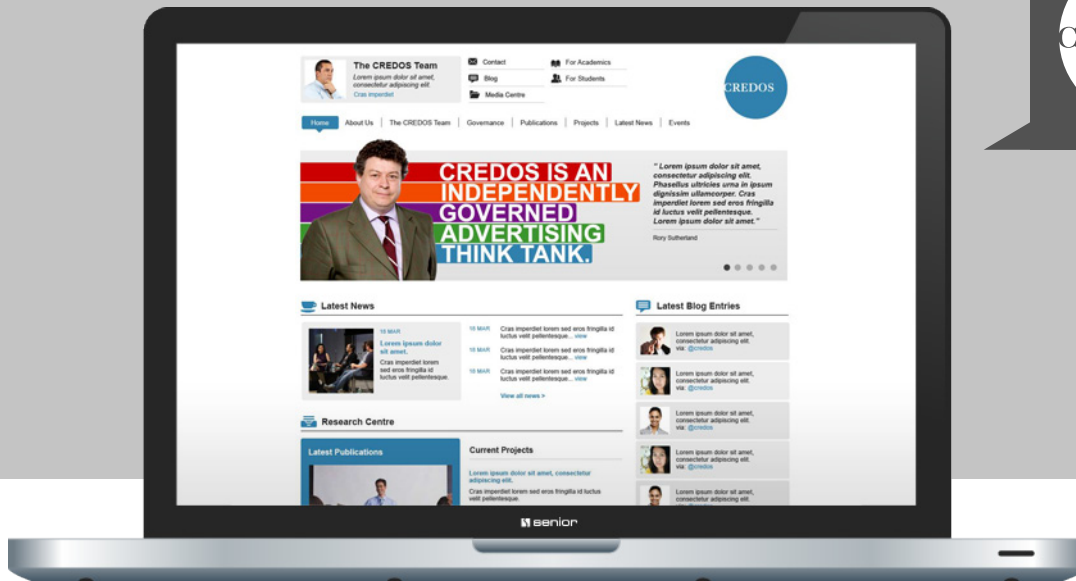 C
The CREDOS Team
Lorem ipsum dolor sit amet,
consectetur adipiscing elit.
Cras imperdiet
Contact
Blog
Media Centre
For Academics
For Students
CREDOS
Home
About Us
The CREDOS Team
Governance
Publications
Projects
Latest News
Events
CREDOS IS AN
INDEPENDENTLY
GOVERNED
ADVERTISING
THINK TANK.
" Lorem ipsum dolor sit amet,
consectetur adipiscing elit.
Phasellus ultricies urna in ipsum
dignissim ullamcorper. Cras
imperdiet lorem sed eros fringilla
id luctus velit pellentesque.
Lorem ipsum dolor sit amet."
Rory Sutherland
Latest News
18 MAR
Lorem ipsum dolor
sit amet.
Cras imperdiet lorem
sed eros fringilla id
luctus velit pellentesque.
18 MAR Cras imperdiet lorem sed eros fringilla id
luctus velit pellentesque... view
18 MAR Cras imperdiet lorem sed eros fringilla id
luctus velit pellentesque... view
18 MAR Cras imperdiet lorem sed eros fringilla id
luctus velit pellentesque... view
View all news >
Latest Blog Entries
Lorem ipsum dolor sit amet,
consectetur adipiscing elit.
via: @credos
Lorem ipsum dolor sit amet,
consectetur adipiscing elit.
via: @credos
Lorem ipsum dolor sit amet,
consectetur adipiscing elit.
via: @credos
Lorem ipsum dolor sit amet,
consectetur adipiscing elit.
via: @credos
Lorem ipsum dolor sit amet,
consectetur adipiscing elit.
Research Centre
Latest Publications
Current Projects
Lorem ipsum dolor sit amet, consectetur
adipiscing elit.
Cras imperdiet lorem sed eros fringilla id luctus
velit pellentesque.
senior